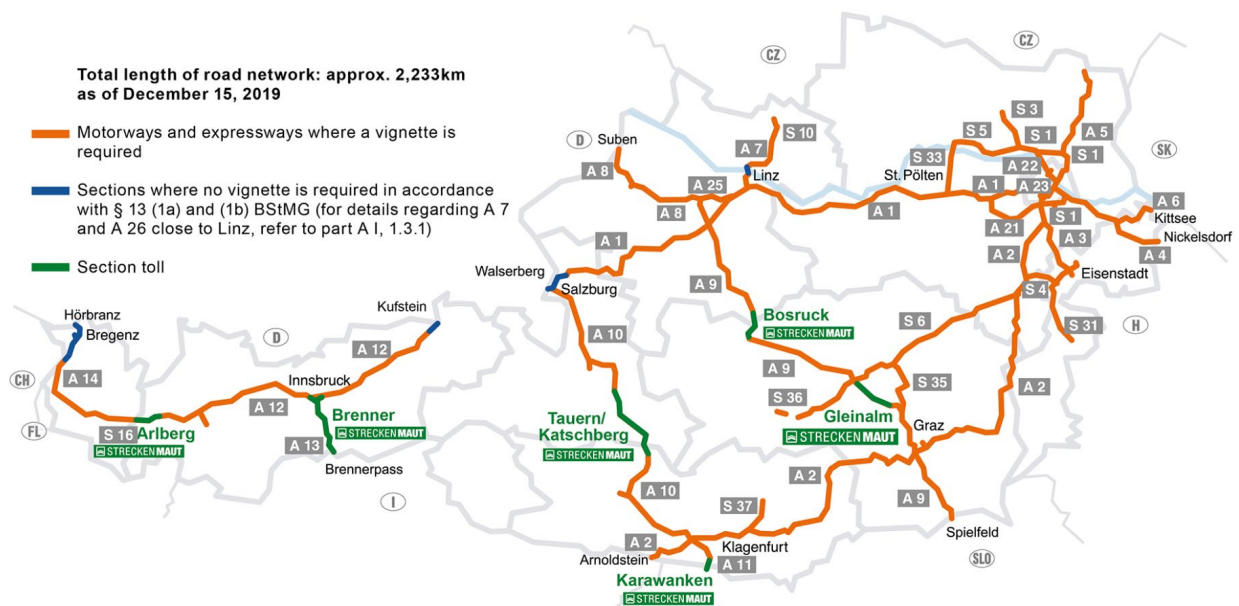 Total length of road network: approx. 2,233km
as of December 15, 2019
Motorways and expressways where a vignette is
required
Sections where no vignette is required in accordance
with § 13 (1a) and (1b) BStMG (for details regarding A 7
and A 26 close to Linz, refer to part A I, 1.3.1)
Section toll
CZ
CZ
D
Suben
A 8
A 7
S 10
Linz
A 25
A 8
A 1
S 3
S 5
S 1
A 5
S 33
A 22
S 1
SK
St. Pölten
A 1
A 23
A 1
A 21
S 1
A 6
Kittsee
A 3
Nickelsdorf
A 4
A 2
Eisenstadt
S 4
Walserberg
Salzburg
A 9
A 10
Bosruck
STRECKENMAUT
S 6
S 31
H
A 9
S 36
S 35
A 2
Gleinalm
STRECKENMAUT
Graz
Hörbranz
Bregenz
D
Kufstein
A 12
CH
A 14
Innsbruck
A 12
FL
S 16
Arlberg
STRECKENMAUT
Brenner
STRECKENMAUT
A 13
Brennerpass
I
Tauern/
Katschberg
STRECKENMAUT
A 10
S 37
A 2
A 9
Spielfeld
SLO
A 2
Arnoldstein
Klagenfurt
A 11
Karawanken
STRECKENMAUT